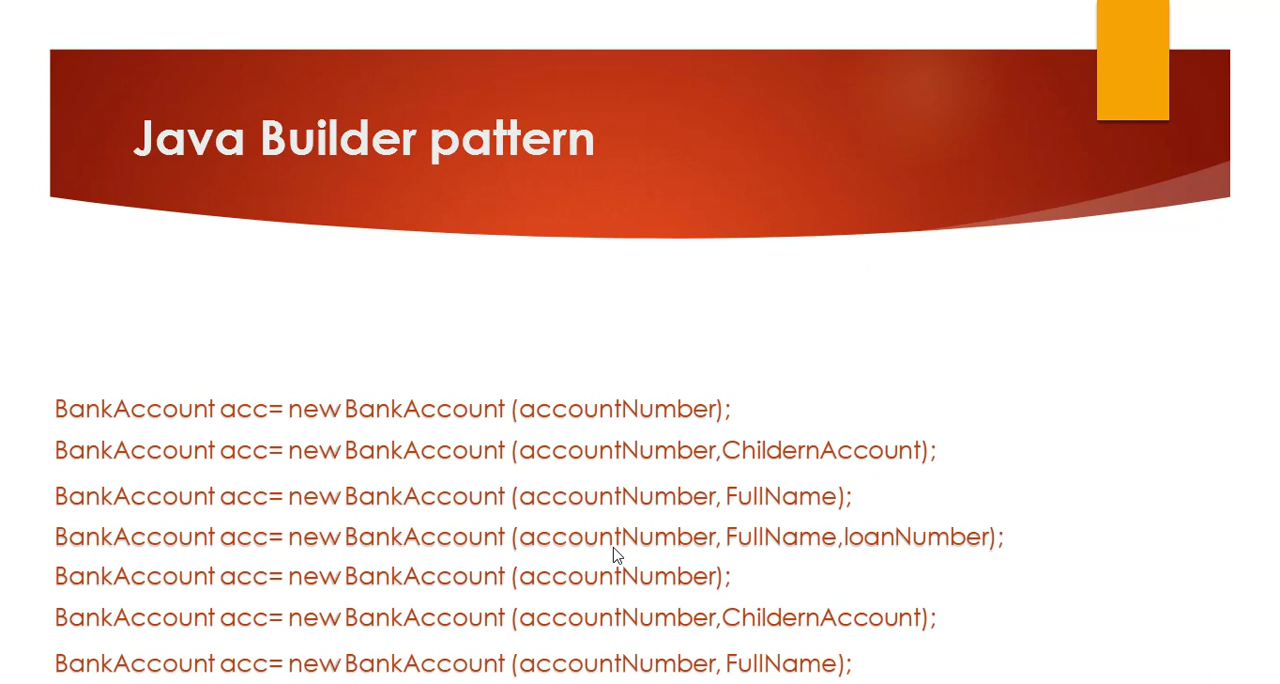 Java Builder pattern
BankAccount acc= new BankAccount (accountNumber);
BankAccount acc= new BankAccount (accountNumber,ChildernAccount);
BankAccount acc= new BankAccount (accountNumber, FullName);
BankAccount acc= new BankAccount (accountNumber, FullName,loanNumber);
BankAccount acc= new BankAccount (accountNumber);
BankAccount acc= new BankAccount (accountNumber,ChildernAccount);
BankAccount acc= new BankAccount (accountNumber, FullName);